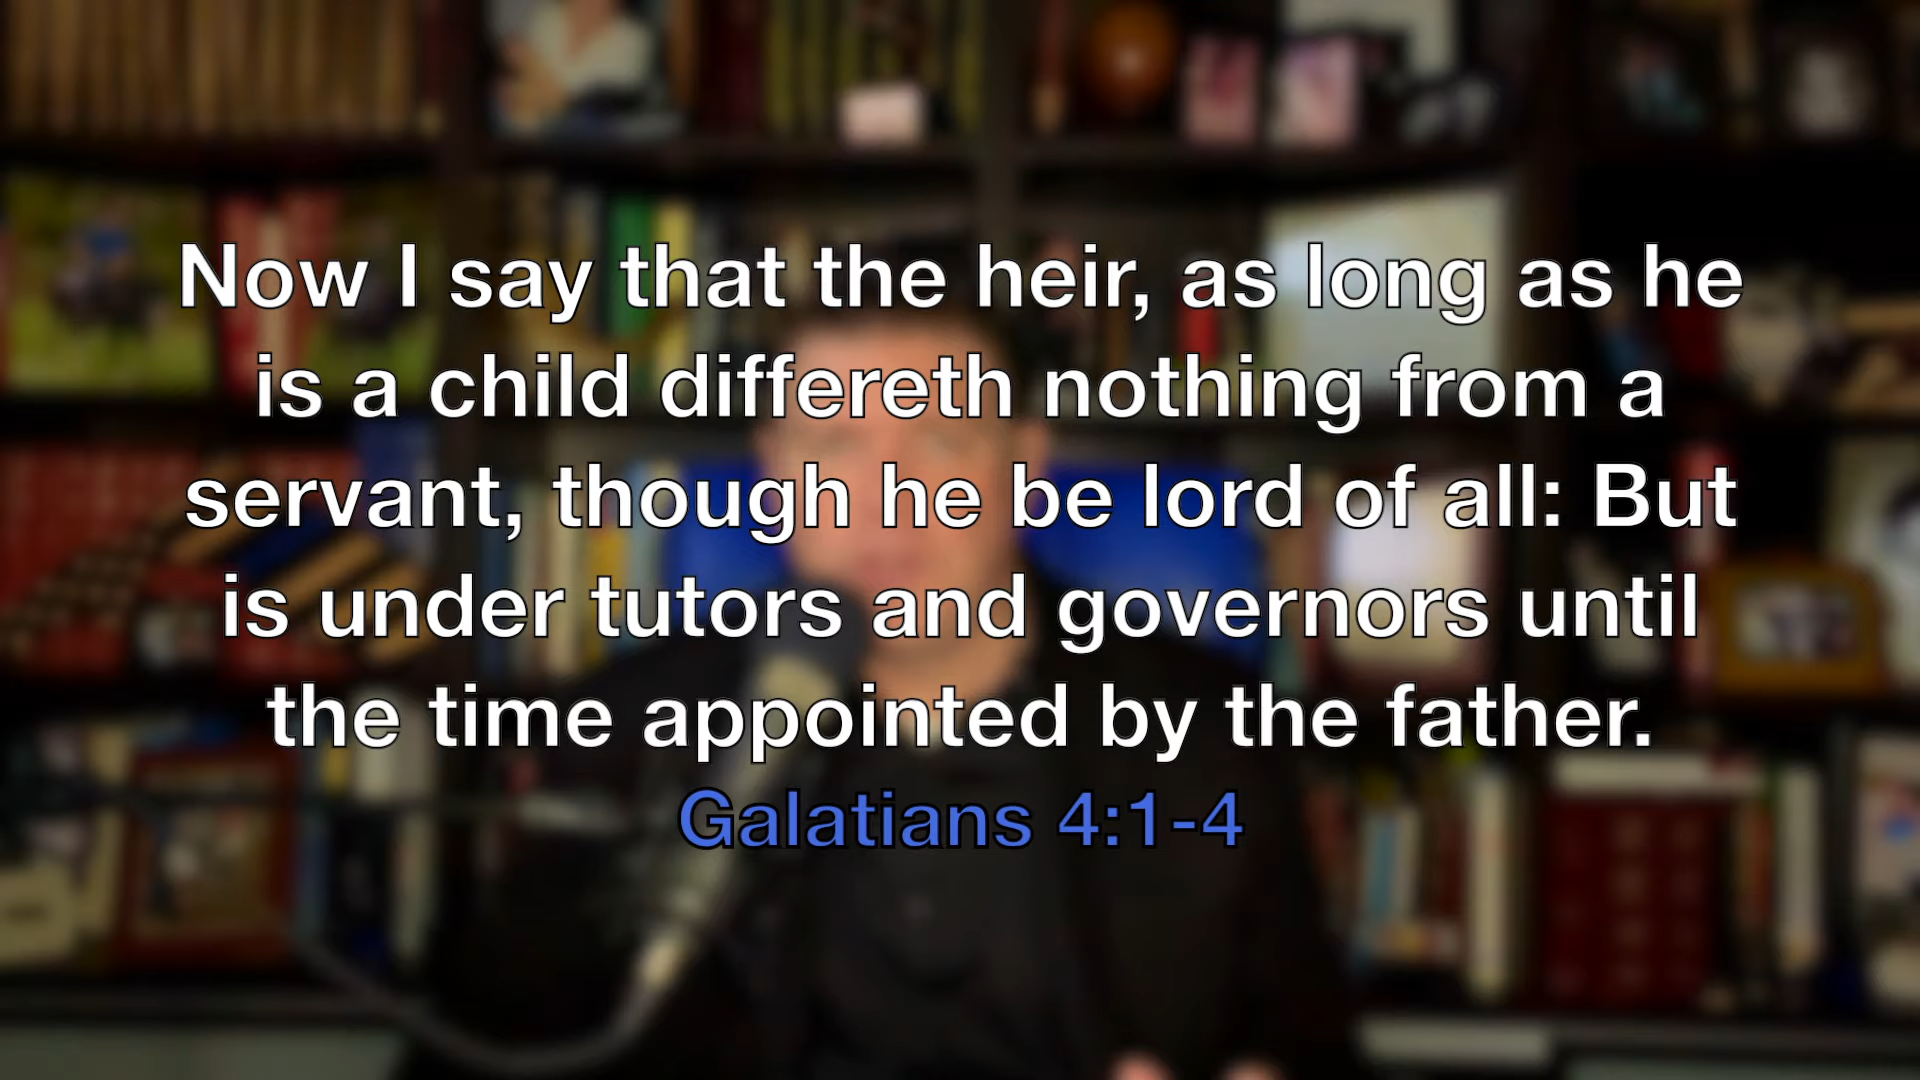 Now I say that the heir, as long as he
is a child differeth nothing from a
servant, though he be lord of all: But
is under tutors and governors until
the time appointed by the father.
Galatians 4:1-4